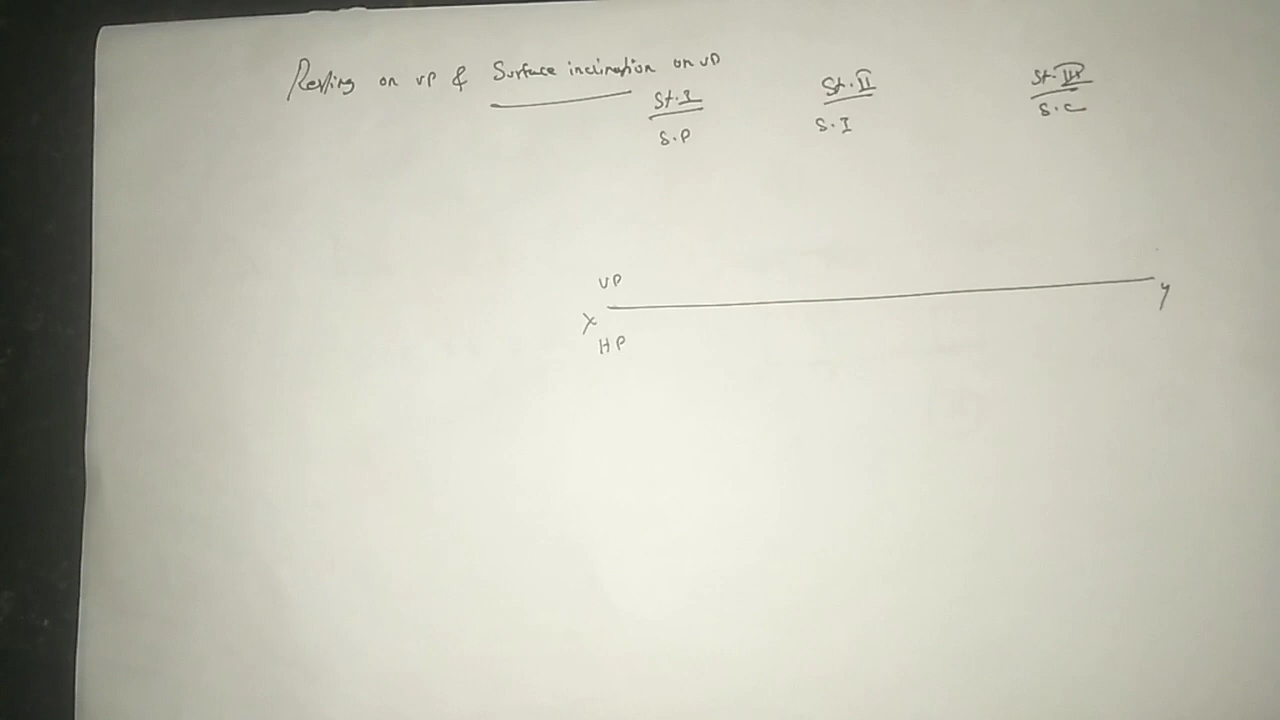 Resting on VP & Surface inclination on VP
St. I St. II St. III
S.P S.I S.C
VP
X Y
HP